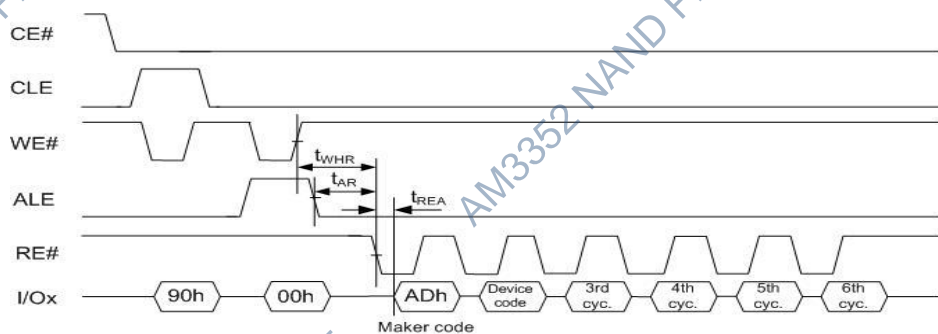 CE#
CLE
WE#
tWHR
ALE
tAR
tREA
RE#
I/Ox
90h
00h
ADh
Device code
3rd cyc.
4th cyc.
5th cyc.
6th cyc.
Maker code
AM3352 NAND